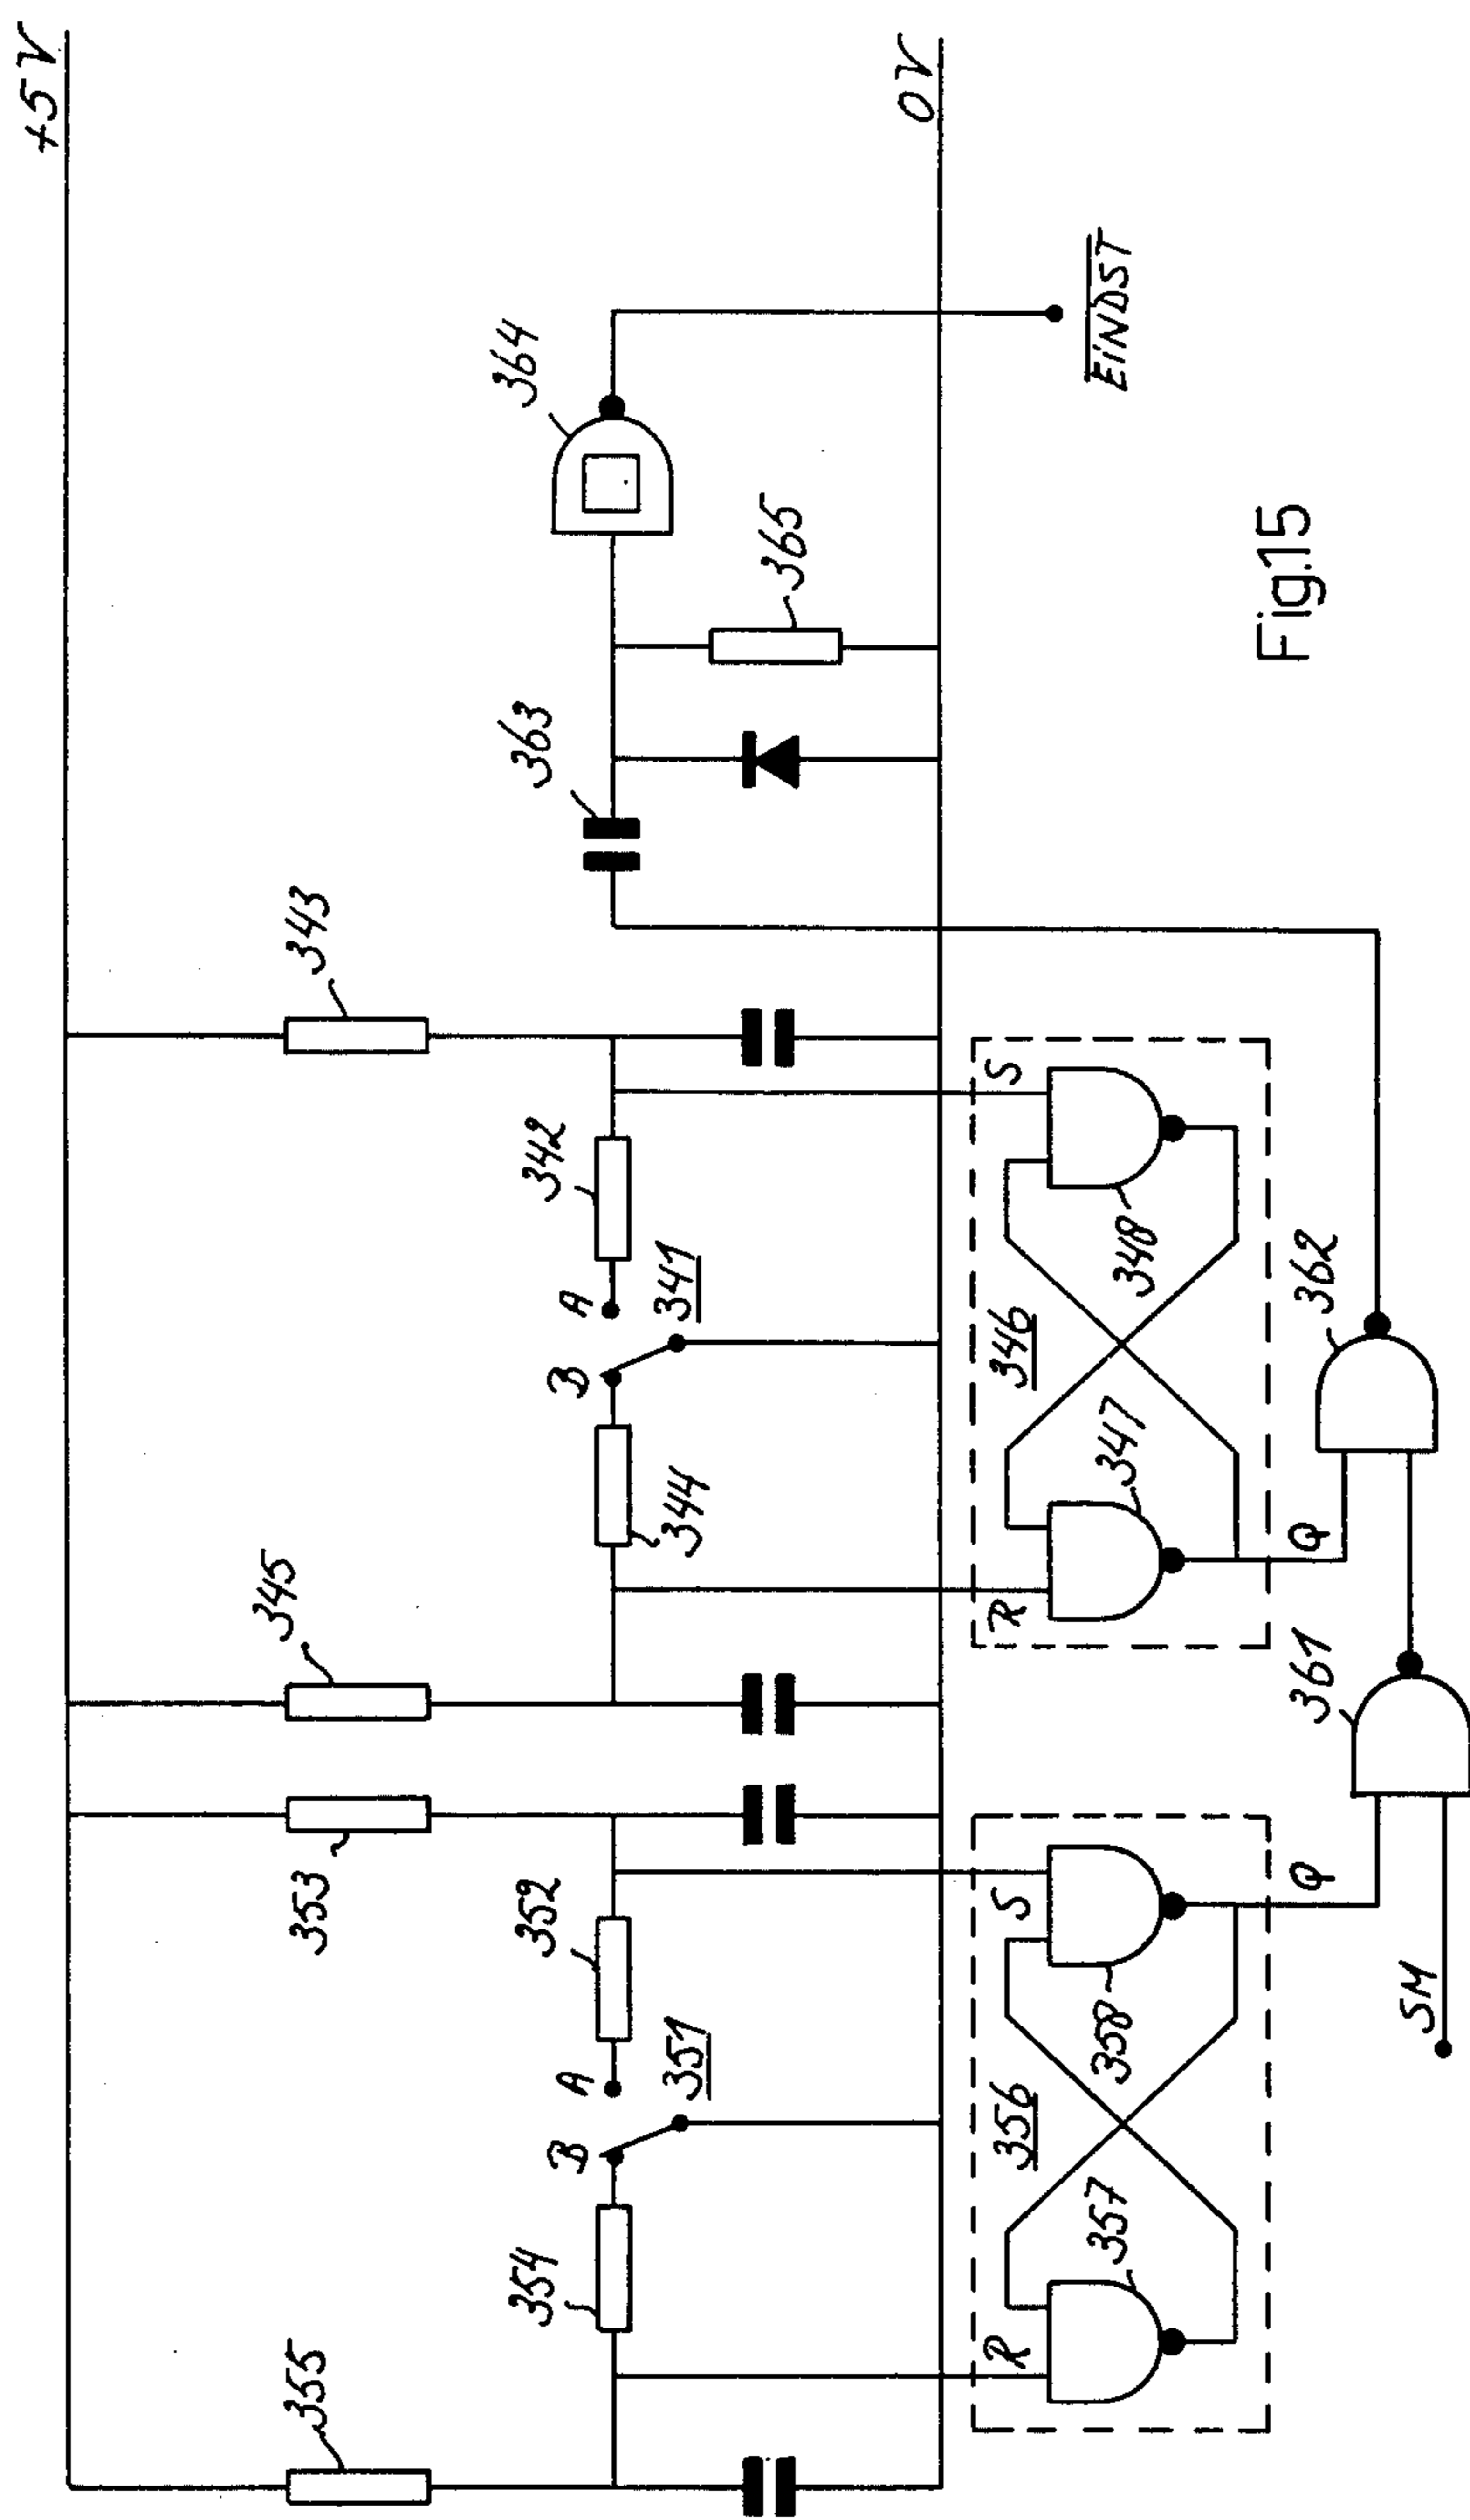 +5V
0V
355
354
B
A
351
352
353
345
344
B
A
341
342
343
363
365
364
EINDST
R
357
356
358
S
Q
R
347
346
348
S
Q
SM
361
362
Fig.15